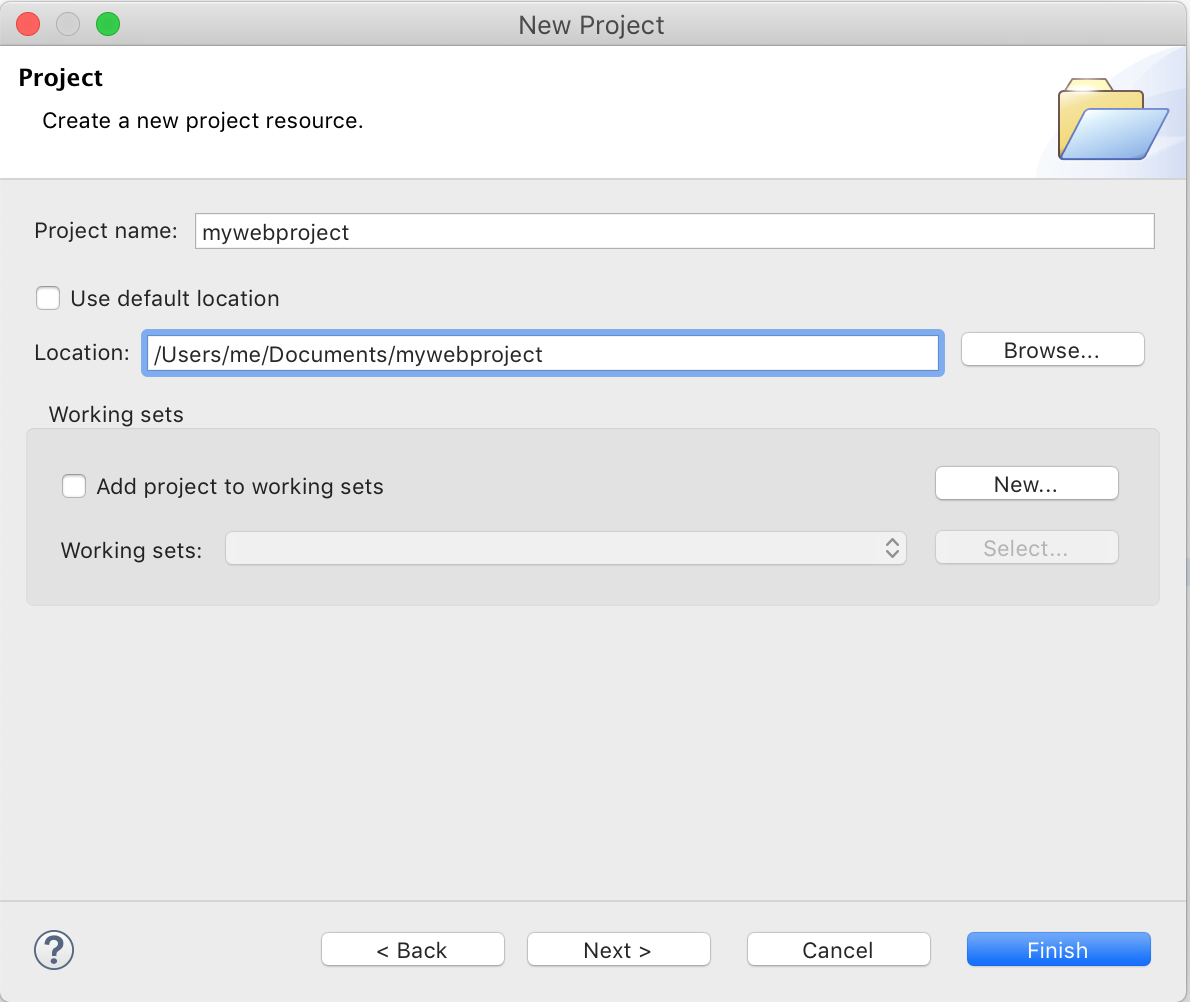 New Project
Project
Create a new project resource.
Project name: mywebproject
Use default location
Location: /Users/me/Documents/mywebproject Browse...
Working sets
Add project to working sets New...
Working sets: Select...
? < Back Next > Cancel Finish